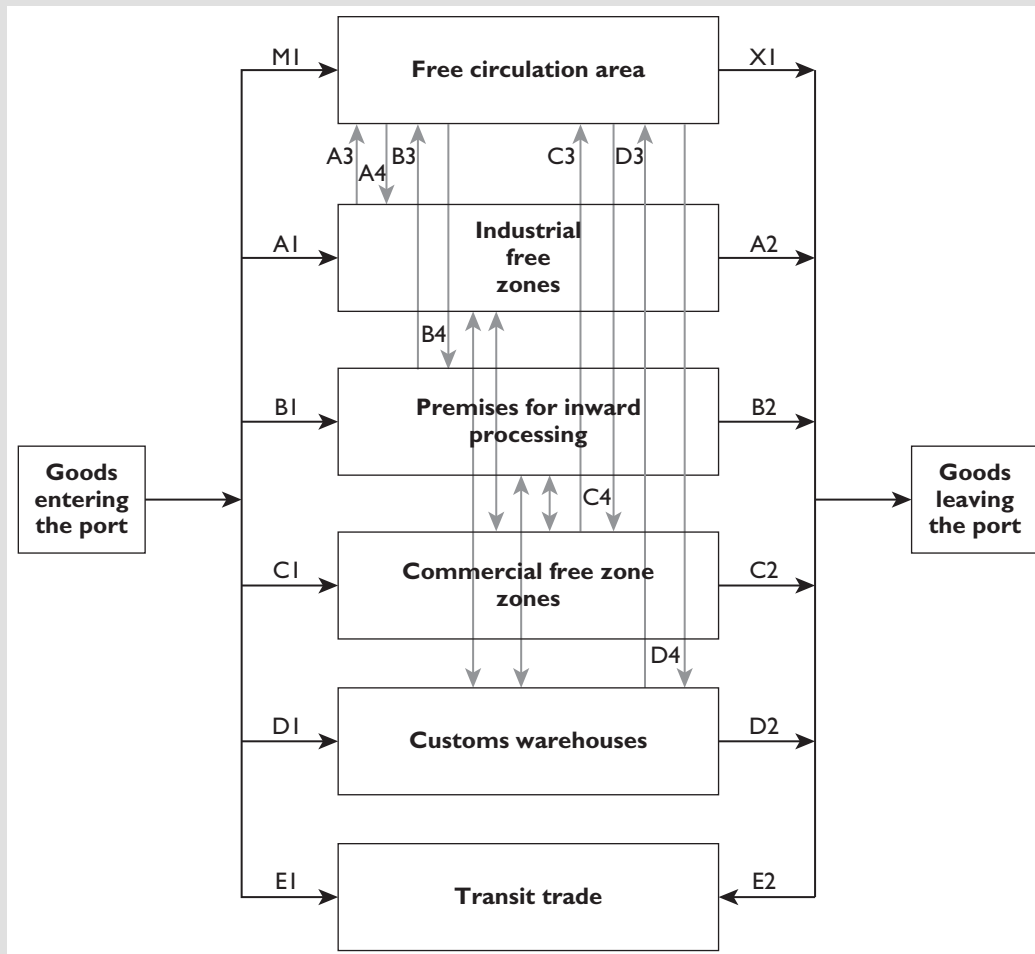 M1
Free circulation area
X1
A3
A4
B3
C3
D3
A1
Industrial
free
zones
A2
B4
B1
Premises for inward
processing
B2
Goods
entering
the port
Goods
leaving
the port
C4
C1
Commercial free zone
zones
C2
D4
D1
Customs warehouses
D2
E1
Transit trade
E2